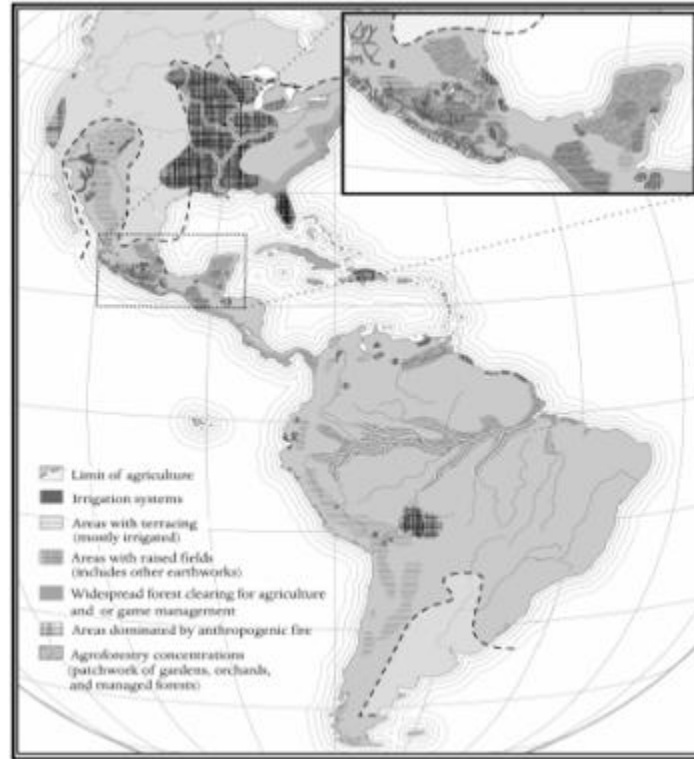 Limit of agriculture
Irrigation systems
Areas with terracing
(mostly irrigated)
Areas with raised fields
(includes other earthworks)
Widespread forest clearing for agriculture
and or game management
Areas dominated by anthropogenic fire
Agroforestry concentrations
(patchwork of gardens, orchards,
and managed forests)